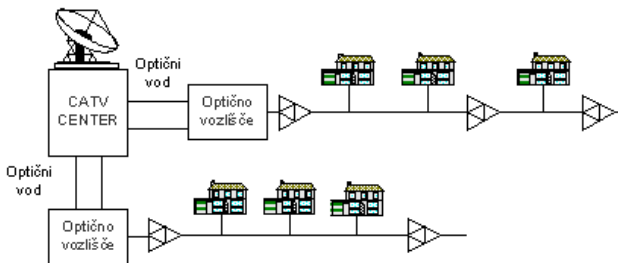 Optični
vod
CATV
CENTER
Optično
vozlišče
Optični
vod
Optično
vozlišče